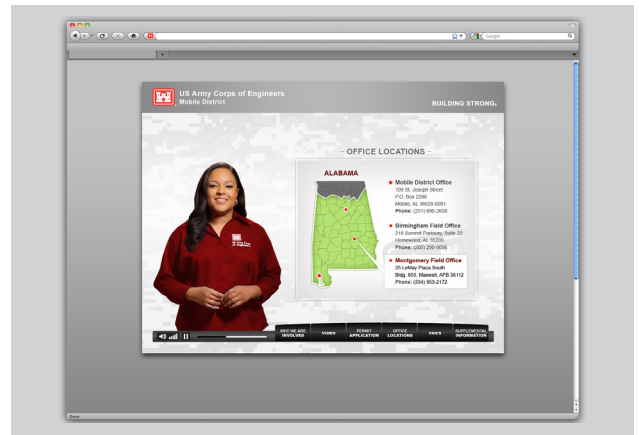 Google
+
US Army Corps of Engineers
Mobile District
BUILDING STRONG®
- OFFICE LOCATIONS -
ALABAMA
Mobile District Office
109 St. Joseph Street
P.O. Box 2288
Mobile, AL 36628-0001
Phone: (251) 690-2658
Birmingham Field Office
218 Summit Parkway, Suite 22
Homewood, AL 35209
Phone: (205) 290-9096
Montgomery Field Office
25 LeMay Plaza South
Bldg. 893, Maxwell, AFB 36112
Phone: (334) 953-2172
WHY WE ARE INVOLVED
VIDEO
PERMIT APPLICATION
OFFICE LOCATIONS
FAQ'S
SUPPLEMENTAL INFORMATION
Done